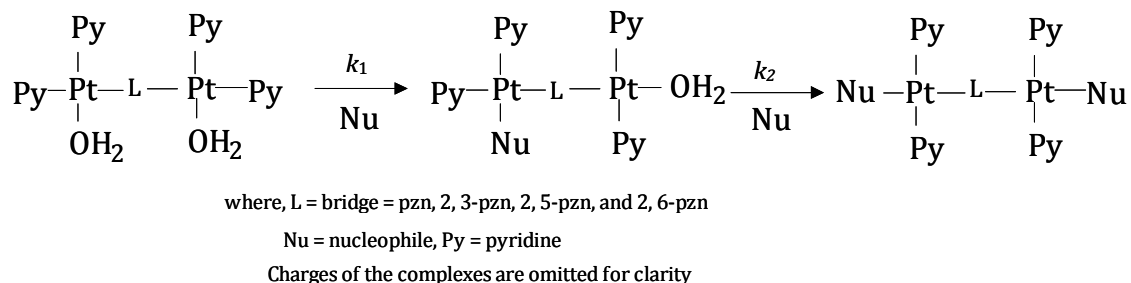 Py Py Py Py Py Py
Py Pt L Pt Py k1 Py Pt L Pt OH2 k2 Nu Pt L Pt Nu
OH2 OH2 Nu Nu Py Nu Py Py
where, L = bridge = pzn, 2, 3-pzn, 2, 5-pzn, and 2, 6-pzn
Nu = nucleophile, Py = pyridine
Charges of the complexes are omitted for clarity